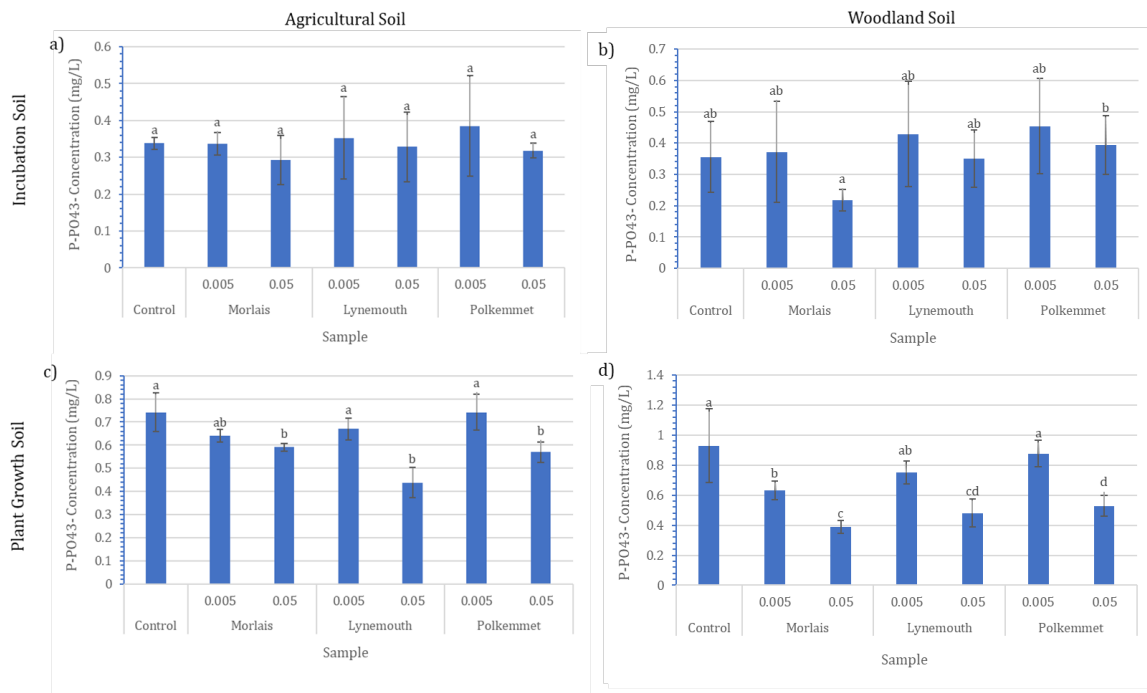 Agricultural Soil
Woodland Soil
Incubation Soil
a)
P-PO43- Concentration (mg/L)
0.6
0.5
0.4
0.3
0.2
0.1
0
a a a a a a a
0.005 0.05 0.005 0.05 0.005 0.05
Control Morlais Lynemouth Polkemmet
Sample
b)
P-PO43- Concentration (mg/L)
0.7
0.6
0.5
0.4
0.3
0.2
0.1
0
ab ab a ab ab ab b
0.005 0.05 0.005 0.05 0.005 0.05
Control Morlais Lynemouth Polkemmet
Sample
Plant Growth Soil
c)
P-PO43- Concentration (mg/L)
0.9
0.8
0.7
0.6
0.5
0.4
0.3
0.2
0.1
0
a ab b a b a b
0.005 0.05 0.005 0.05 0.005 0.05
Control Morlais Lynemouth Polkemmet
Sample
d)
P-PO43- Concentration (mg/L)
1.4
1.2
1
0.8
0.6
0.4
0.2
0
a b c ab cd a d
0.005 0.05 0.005 0.05 0.005 0.05
Control Morlais Lynemouth Polkemmet
Sample